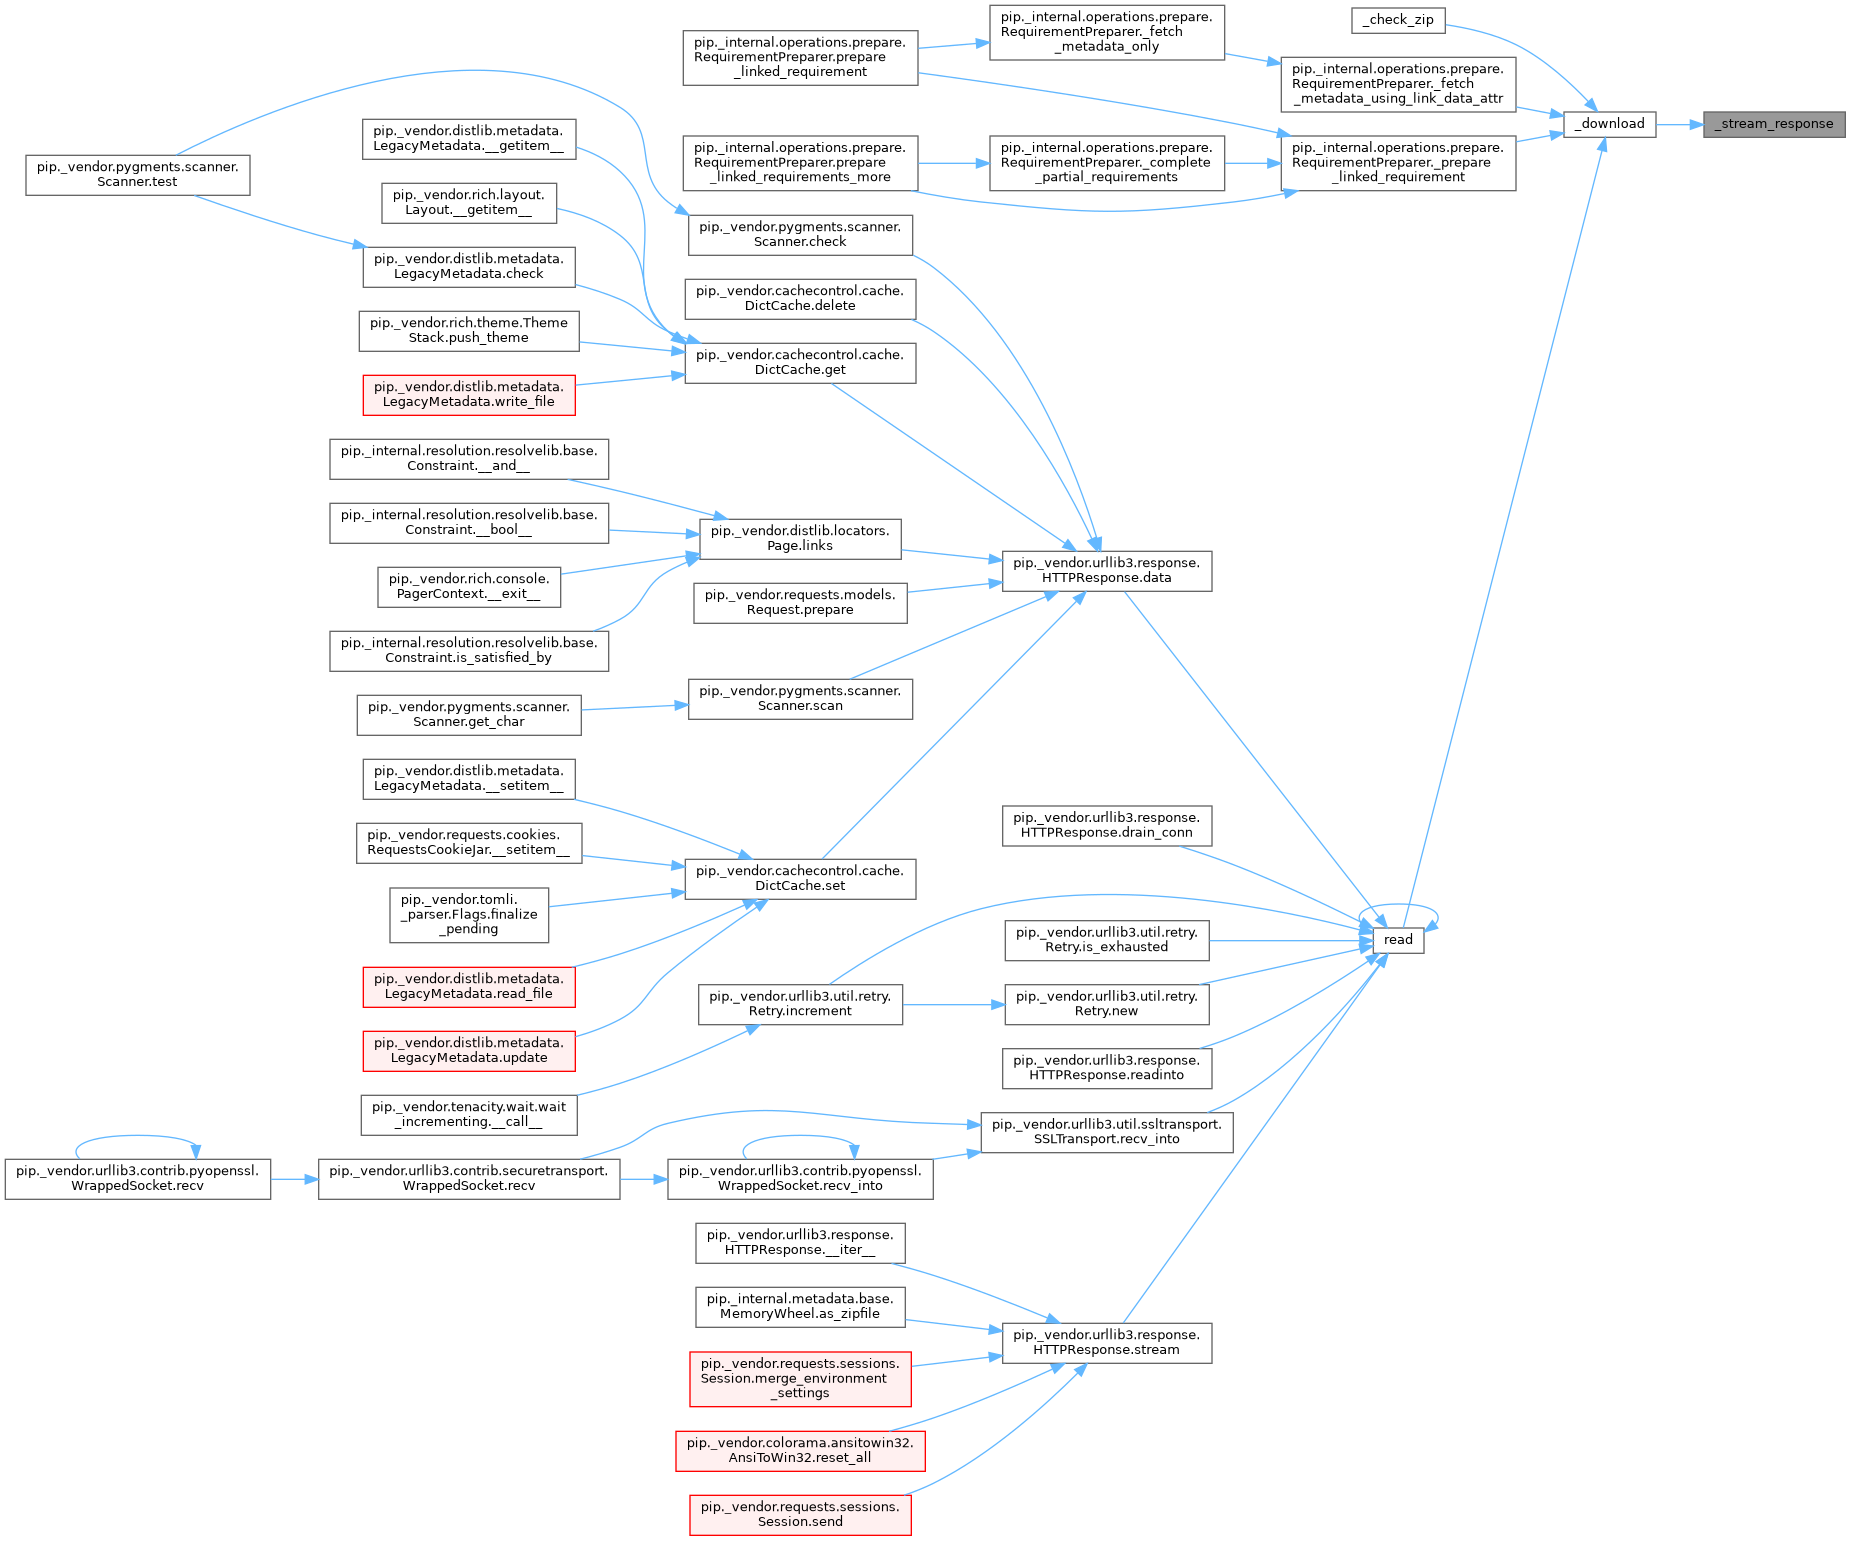 _stream_response
_download
_check_zip
pip._internal.operations.prepare.
RequirementPreparer._fetch
_metadata_using_link_data_attr
pip._internal.operations.prepare.
RequirementPreparer._fetch
_metadata_only
pip._internal.operations.prepare.
RequirementPreparer.prepare
_linked_requirement
pip._internal.operations.prepare.
RequirementPreparer._prepare
_linked_requirement
pip._internal.operations.prepare.
RequirementPreparer._complete
_partial_requirements
pip._internal.operations.prepare.
RequirementPreparer.prepare
_linked_requirements_more
read
pip._vendor.urllib3.response.
HTTPResponse.data
pip._vendor.pygments.scanner.
Scanner.check
pip._vendor.pygments.scanner.
Scanner.test
pip._vendor.cachecontrol.cache.
DictCache.delete
pip._vendor.cachecontrol.cache.
DictCache.get
pip._vendor.distlib.metadata.
LegacyMetadata.__getitem__
pip._vendor.rich.layout.
Layout.__getitem__
pip._vendor.distlib.metadata.
LegacyMetadata.check
pip._vendor.rich.theme.Theme
Stack.push_theme
pip._vendor.distlib.metadata.
LegacyMetadata.write_file
pip._vendor.distlib.locators.
Page.links
pip._internal.resolution.resolvelib.base.
Constraint.__and__
pip._internal.resolution.resolvelib.base.
Constraint.__bool__
pip._vendor.rich.console.
PagerContext.__exit__
pip._internal.resolution.resolvelib.base.
Constraint.is_satisfied_by
pip._vendor.requests.models.
Request.prepare
pip._vendor.pygments.scanner.
Scanner.scan
pip._vendor.pygments.scanner.
Scanner.get_char
pip._vendor.cachecontrol.cache.
DictCache.set
pip._vendor.distlib.metadata.
LegacyMetadata.__setitem__
pip._vendor.requests.cookies.
RequestsCookieJar.__setitem__
pip._vendor.tomli.
_parser.Flags.finalize
_pending
pip._vendor.distlib.metadata.
LegacyMetadata.read_file
pip._vendor.distlib.metadata.
LegacyMetadata.update
pip._vendor.urllib3.response.
HTTPResponse.drain_conn
pip._vendor.urllib3.util.retry.
Retry.is_exhausted
pip._vendor.urllib3.util.retry.
Retry.new
pip._vendor.urllib3.util.retry.
Retry.increment
pip._vendor.tenacity.wait.wait
_incrementing.__call__
pip._vendor.urllib3.response.
HTTPResponse.readinto
pip._vendor.urllib3.util.ssltransport.
SSLTransport.recv_into
pip._vendor.urllib3.contrib.pyopenssl.
WrappedSocket.recv_into
pip._vendor.urllib3.contrib.securetransport.
WrappedSocket.recv
pip._vendor.urllib3.contrib.pyopenssl.
WrappedSocket.recv
pip._vendor.urllib3.response.
HTTPResponse.stream
pip._vendor.urllib3.response.
HTTPResponse.__iter__
pip._internal.metadata.base.
MemoryWheel.as_zipfile
pip._vendor.requests.sessions.
Session.merge_environment
_settings
pip._vendor.colorama.ansitowin32.
AnsiToWin32.reset_all
pip._vendor.requests.sessions.
Session.send